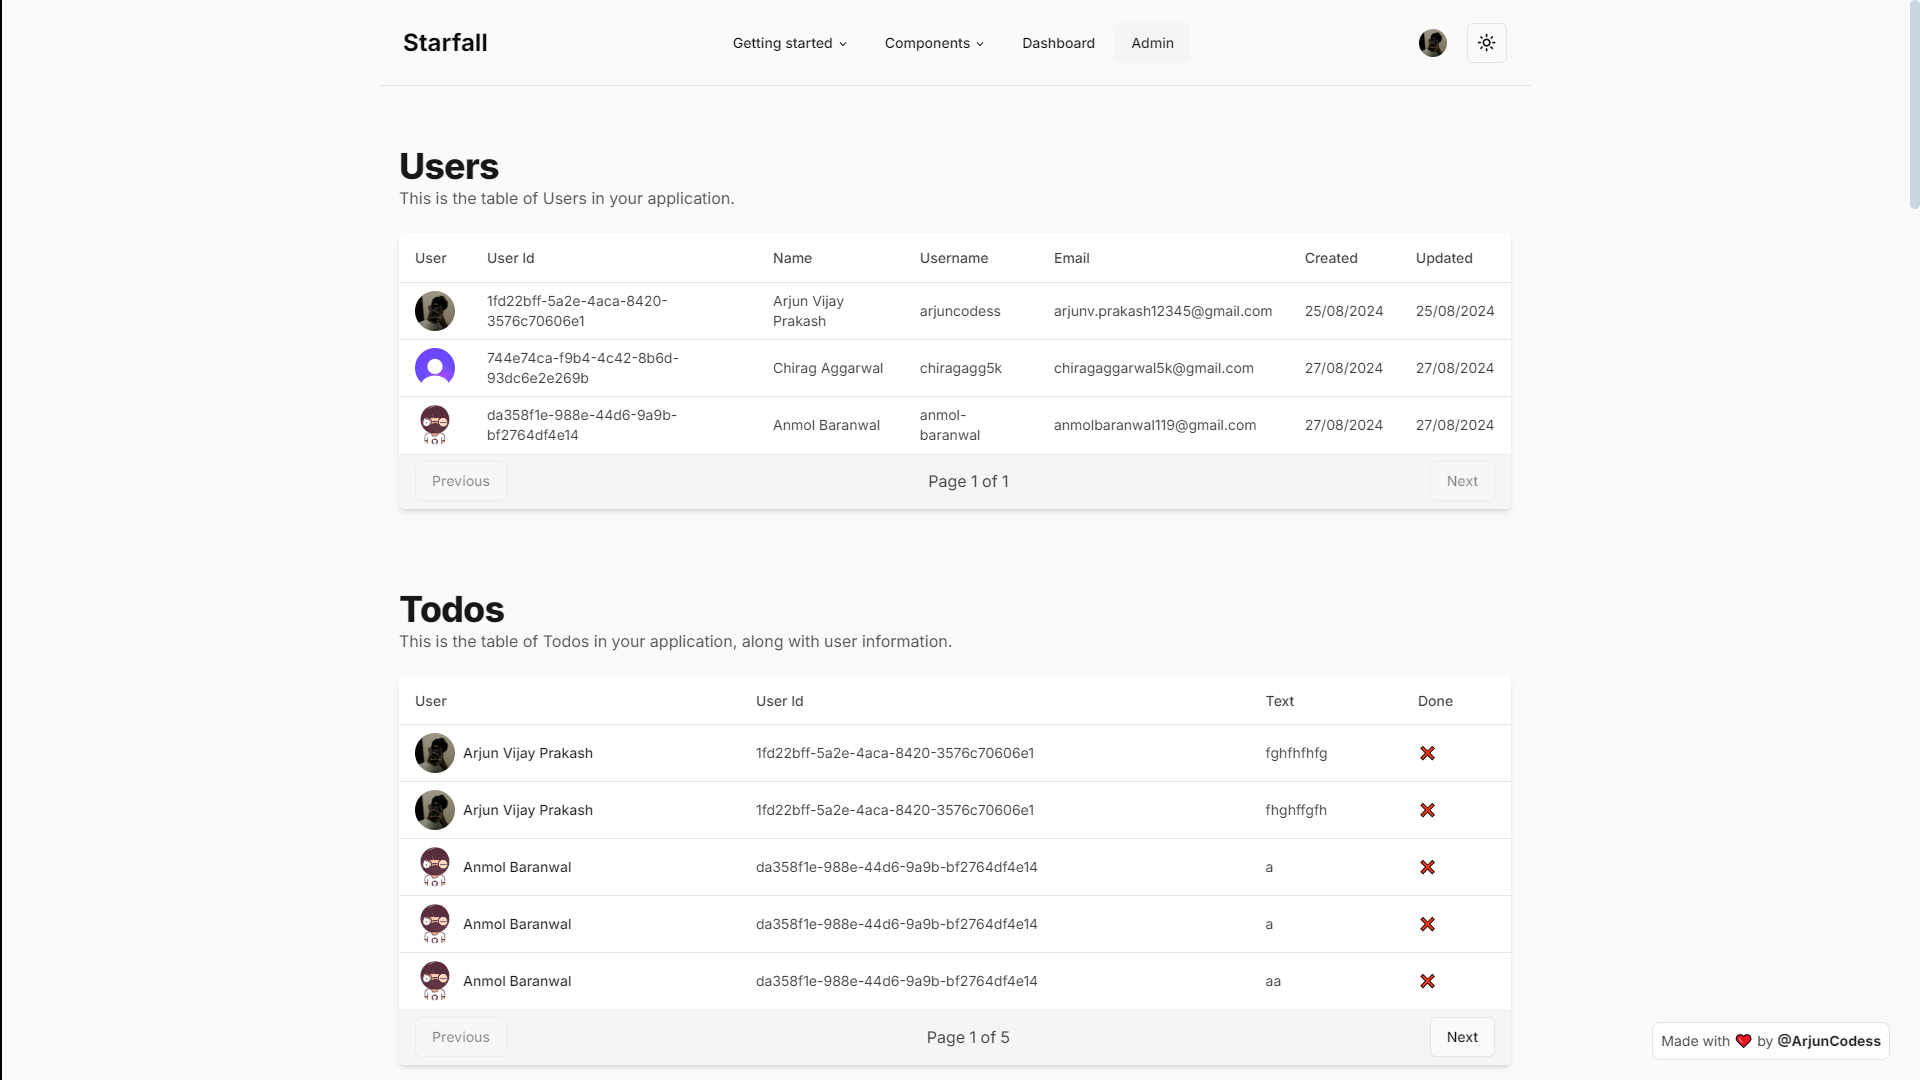 Starfall
Getting started
Components
Dashboard
Admin
Users
This is the table of Users in your application.
User User Id Name Username Email Created Updated
1fd22bff-5a2e-4aca-8420-
3576c70606e1
Arjun Vijay
Prakash
arjuncodess
arjunv.prakash12345@gmail.com
25/08/2024
25/08/2024
744e74ca-f9b4-4c42-8b6d-
93dc6e2e269b
Chirag Aggarwal
chiragagg5k
chiragaggarwal5k@gmail.com
27/08/2024
27/08/2024
da358f1e-988e-44d6-9a9b-
bf2764df4e14
Anmol Baranwal
anmol-
baranwal
anmolbaranwal119@gmail.com
27/08/2024
27/08/2024
Previous
Page 1 of 1
Next
Todos
This is the table of Todos in your application, along with user information.
User User Id Text Done
Arjun Vijay Prakash 1fd22bff-5a2e-4aca-8420-3576c70606e1 fghfhfhfg
Arjun Vijay Prakash 1fd22bff-5a2e-4aca-8420-3576c70606e1 fhghffgfh
Anmol Baranwal da358f1e-988e-44d6-9a9b-bf2764df4e14 a
Anmol Baranwal da358f1e-988e-44d6-9a9b-bf2764df4e14 a
Anmol Baranwal da358f1e-988e-44d6-9a9b-bf2764df4e14 aa
Previous
Page 1 of 5
Next
Made with ❤️ by @ArjunCodess